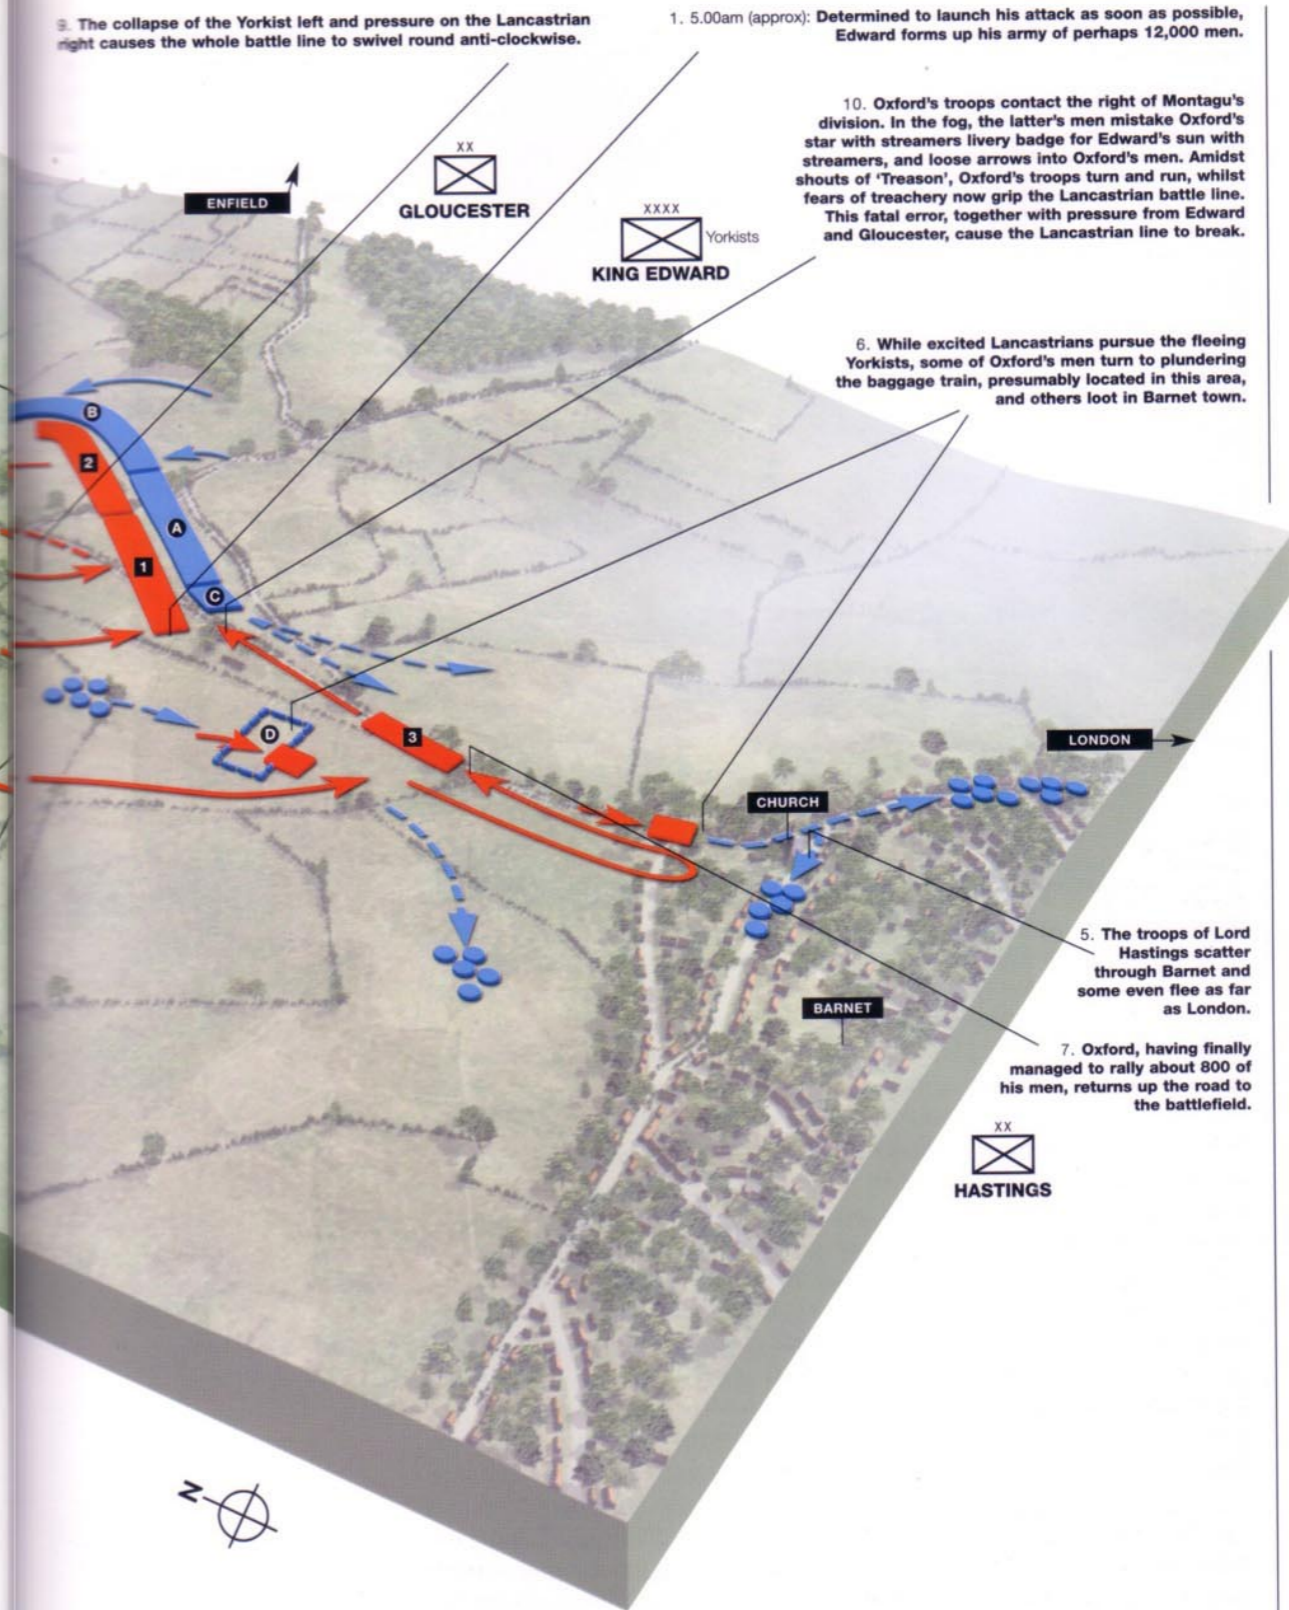 9. The collapse of the Yorkist left and pressure on the Lancastrian
right causes the whole battle line to swivel round anti-clockwise.
1. 5.00am (approx): Determined to launch his attack as soon as possible,
Edward forms up his army of perhaps 12,000 men.
10. Oxford's troops contact the right of Montagu's
division. In the fog, the latter's men mistake Oxford's
star with streamers livery badge for Edward's sun with
streamers, and loose arrows into Oxford's men. Amidst
shouts of 'Treason', Oxford's troops turn and run, whilst
fears of treachery now grip the Lancastrian battle line.
This fatal error, together with pressure from Edward
and Gloucester, cause the Lancastrian line to break.
XX
GLOUCESTER
ENFIELD
XXXX
Yorkists
KING EDWARD
6. While excited Lancastrians pursue the fleeing
Yorkists, some of Oxford's men turn to plundering
the baggage train, presumably located in this area,
and others loot in Barnet town.
B
2
A
1
C
D
3
LONDON
CHURCH
5. The troops of Lord
Hastings scatter
through Barnet and
some even flee as far
as London.
BARNET
7. Oxford, having finally
managed to rally about 800 of
his men, returns up the road to
the battlefield.
XX
HASTINGS
N